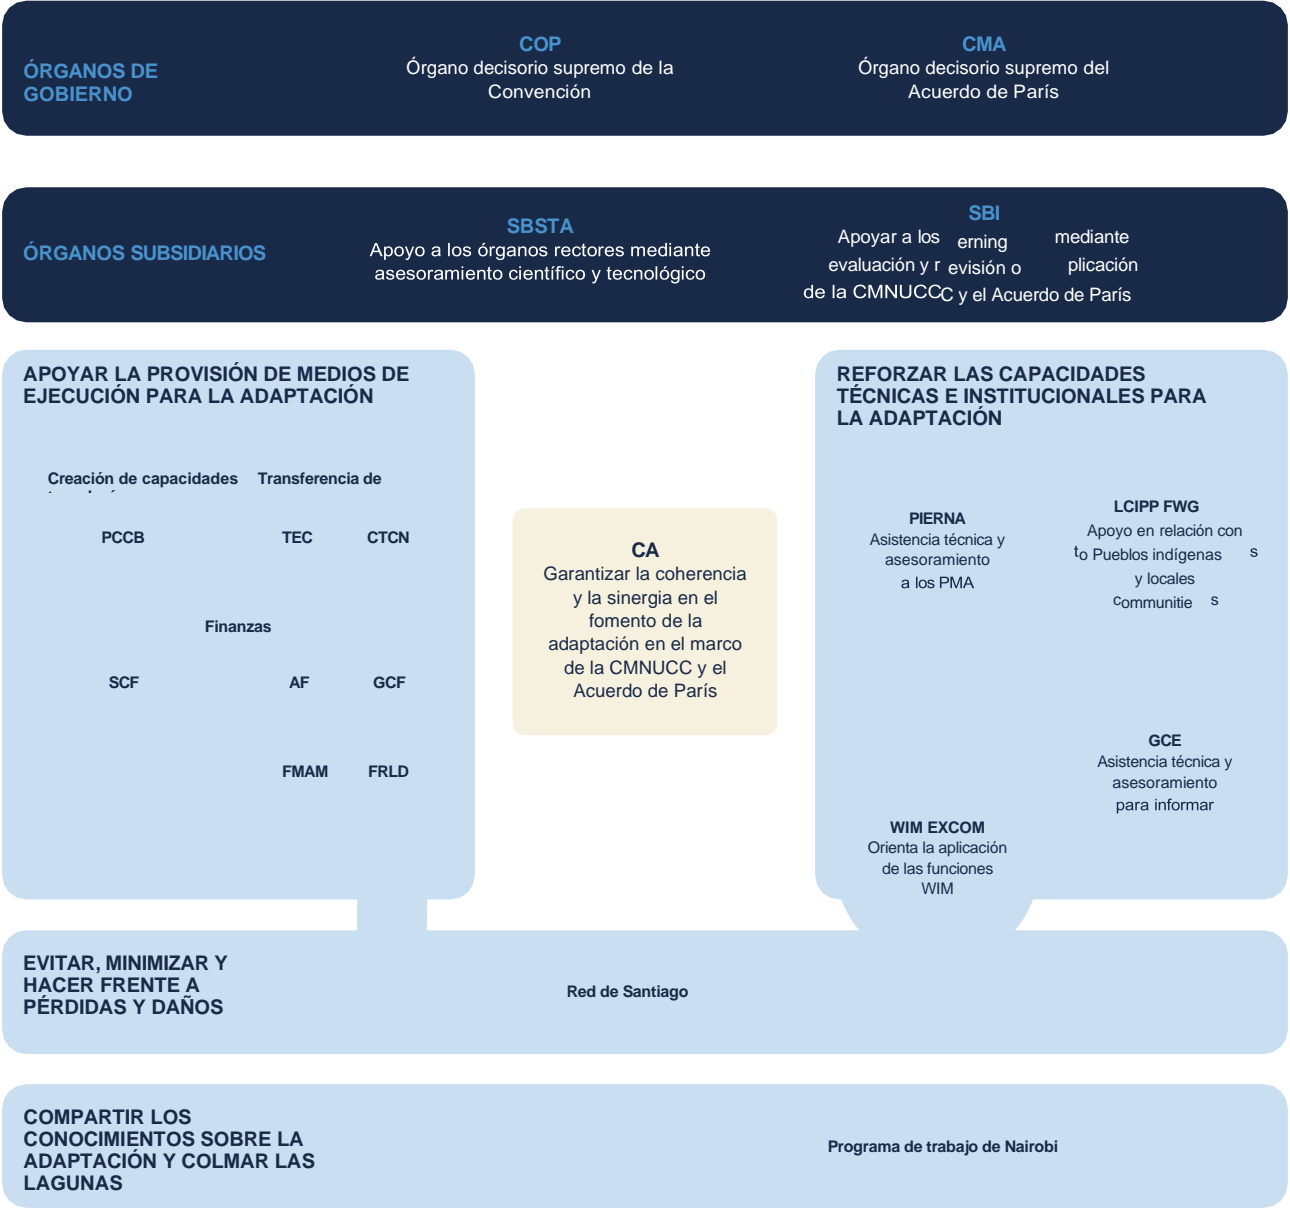 ÓRGANOS DE
GOBIERNO
COP
Órgano decisorio supremo de la
Convención
CMA
Órgano decisorio supremo del
Acuerdo de París
ÓRGANOS SUBSIDIARIOS
SBSTA
Apoyo a los órganos rectores mediante
asesoramiento científico y tecnológico
SBI
Apoyar a los erning mediante
evaluación y r evisión o plicación
de la CMNUCC C y el Acuerdo de París
APOYAR LA PROVISIÓN DE MEDIOS DE
EJECUCIÓN PARA LA ADAPTACIÓN
Creación de capacidades Transferencia de
PCCB TEC CTCN
Finanzas
SCF AF GCF
FMAM FRLD
CA
Garantizar la coherencia
y la sinergia en el
fomento de la
adaptación en el marco
de la CMNUCC y el
Acuerdo de París
REFORZAR LAS CAPACIDADES
TÉCNICAS E INSTITUCIONALES PARA
LA ADAPTACIÓN
PIERNA
Asistencia técnica y
asesoramiento
a los PMA
LCIPP FWG
Apoyo en relación con
to Pueblos indígenas s
y locales
communitie s
GCE
Asistencia técnica y
asesoramiento
para informar
WIM EXCOM
Orienta la aplicación
de las funciones
WIM
EVITAR, MINIMIZAR Y
HACER FRENTE A
PÉRDIDAS Y DAÑOS
Red de Santiago
COMPARTIR LOS
CONOCIMIENTOS SOBRE LA
ADAPTACIÓN Y COLMAR LAS
LAGUNAS
Programa de trabajo de Nairobi